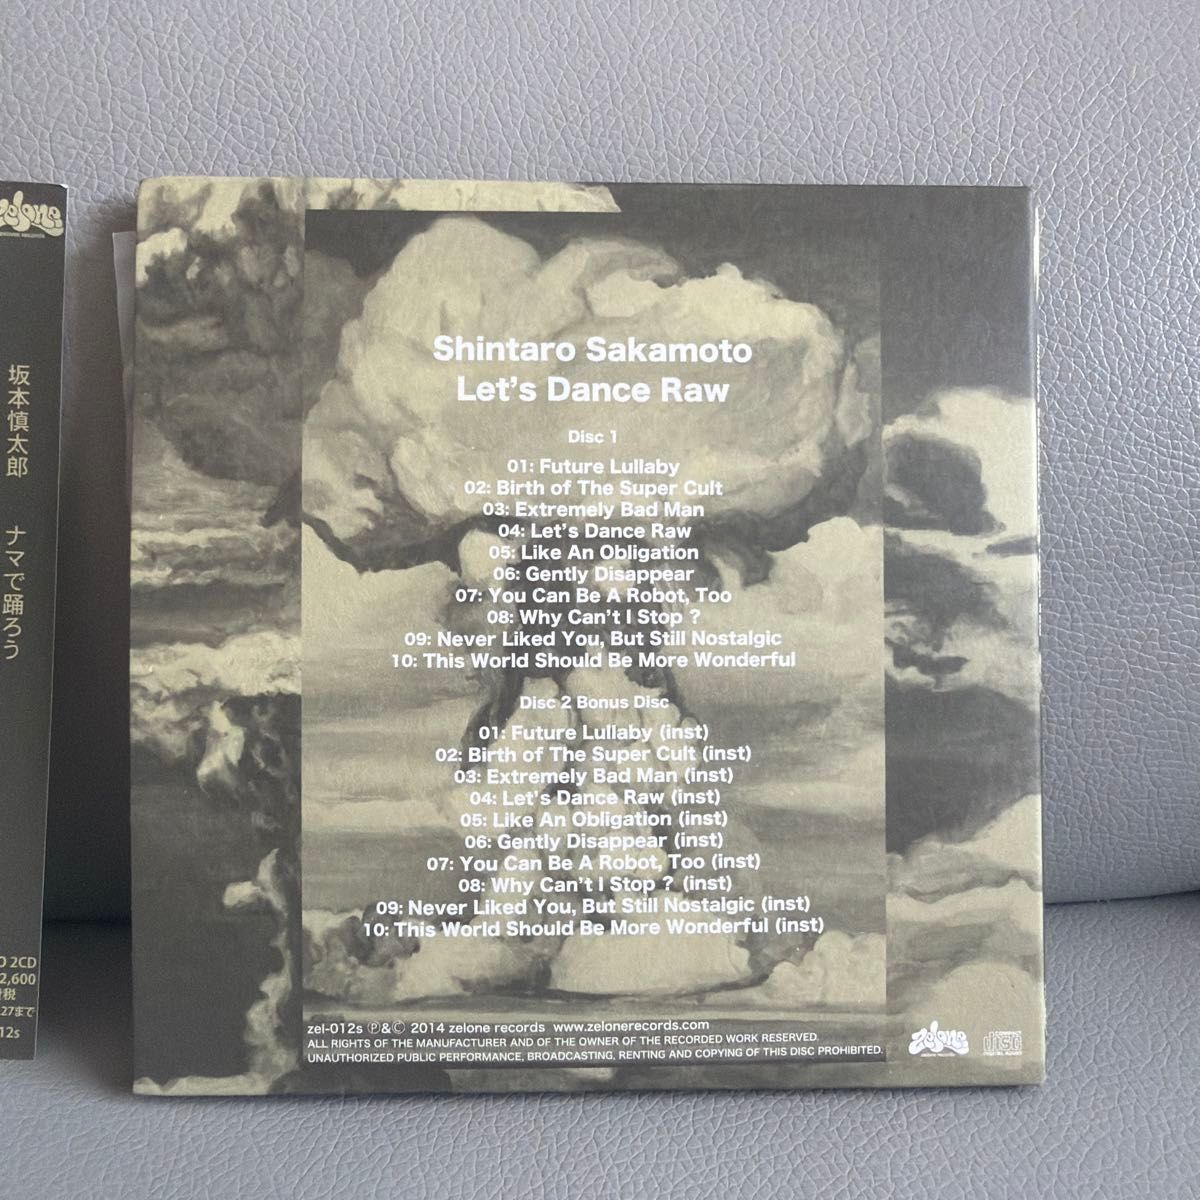 zelone
ZELONE RECORDS
坂本慎太郎 ナマで踊ろう
O 2CD
2,600
税
.27まで
12s
Shintaro Sakamoto
Let's Dance Raw
Disc 1
01: Future Lullaby
02: Birth of The Super Cult
03: Extremely Bad Man
04: Let's Dance Raw
05: Like An Obligation
06: Gently Disappear
07: You Can Be A Robot, Too
08: Why Can't I Stop ?
09: Never Liked You, But Still Nostalgic
10: This World Should Be More Wonderful
Disc 2 Bonus Disc
01: Future Lullaby (inst)
02: Birth of The Super Cult (inst)
03: Extremely Bad Man (inst)
04: Let's Dance Raw (inst)
05: Like An Obligation (inst)
06: Gently Disappear (inst)
07: You Can Be A Robot, Too (inst)
08: Why Can't I Stop ? (inst)
09: Never Liked You, But Still Nostalgic (inst)
10: This World Should Be More Wonderful (inst)
zel-012s Ⓟ&© 2014 zelone records www.zelonerecords.com
ALL RIGHTS OF THE MANUFACTURER AND OF THE OWNER OF THE RECORDED WORK RESERVED.
UNAUTHORIZED PUBLIC PERFORMANCE, BROADCASTING, RENTING AND COPYING OF THIS DISC PROHIBITED.
zelone
ZELONE RECORDS
disc
DIGITAL AUDIO